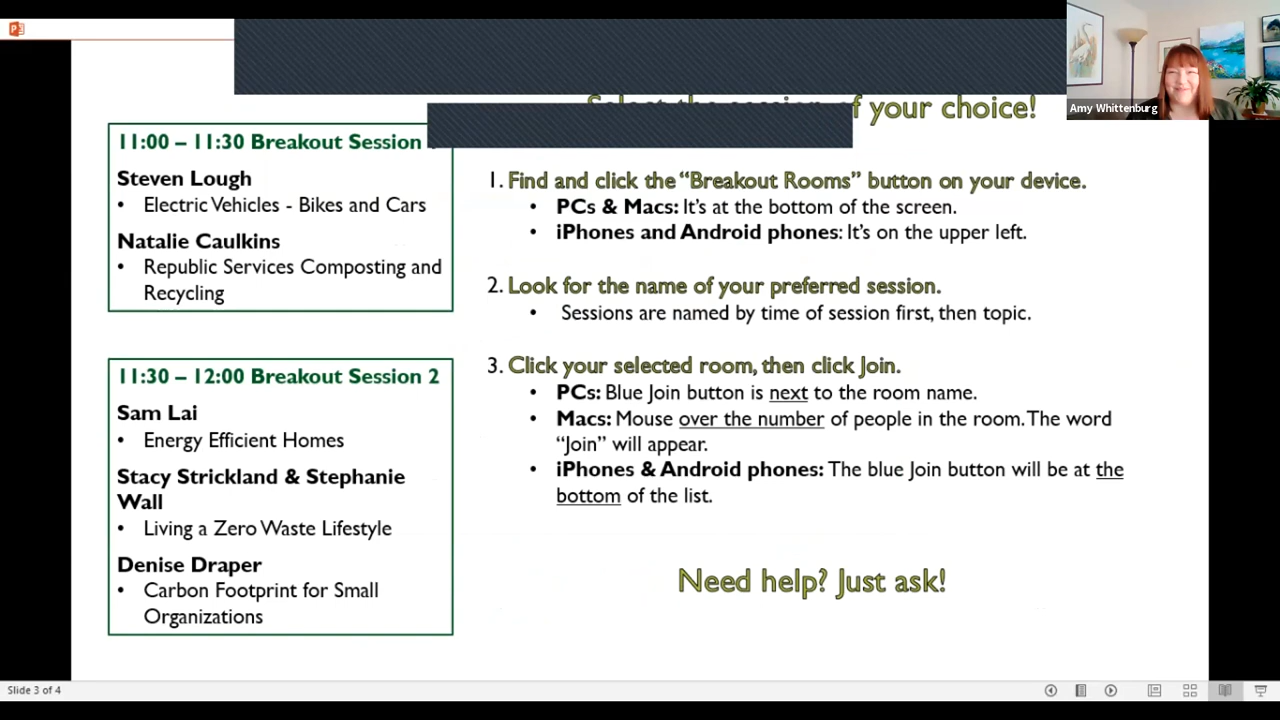 Amy Whittenburg
of your choice!
11:00 – 11:30 Breakout Session
Steven Lough
• Electric Vehicles - Bikes and Cars
Natalie Caulkins
• Republic Services Composting and
Recycling
11:30 – 12:00 Breakout Session 2
Sam Lai
• Energy Efficient Homes
Stacy Strickland & Stephanie
Wall
• Living a Zero Waste Lifestyle
Denise Draper
• Carbon Footprint for Small
Organizations
1. Find and click the “Breakout Rooms” button on your device.
• PCs & Macs: It’s at the bottom of the screen.
• iPhones and Android phones: It’s on the upper left.
2. Look for the name of your preferred session.
• Sessions are named by time of session first, then topic.
3. Click your selected room, then click Join.
• PCs: Blue Join button is next to the room name.
• Macs: Mouse over the number of people in the room. The word
“Join” will appear.
• iPhones & Android phones: The blue Join button will be at the
bottom of the list.
Need help? Just ask!
Slide 3 of 4